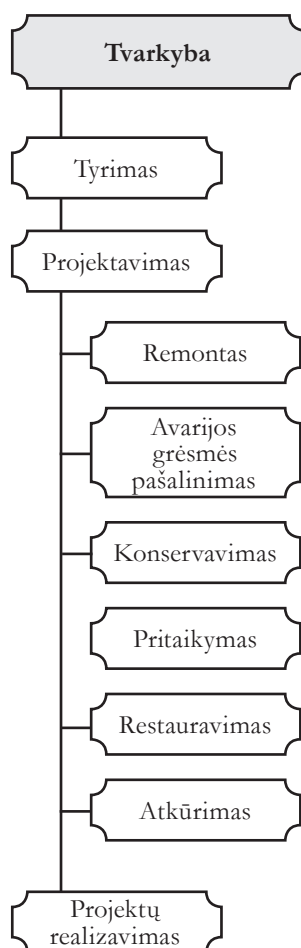 Tvarkyba
Tyrimas
Projektavimas
Remontas
Avarijos
grėsmės
pašalinimas
Konservavimas
Pritaikymas
Restauravimas
Atkūrimas
Projektų
realizavimas